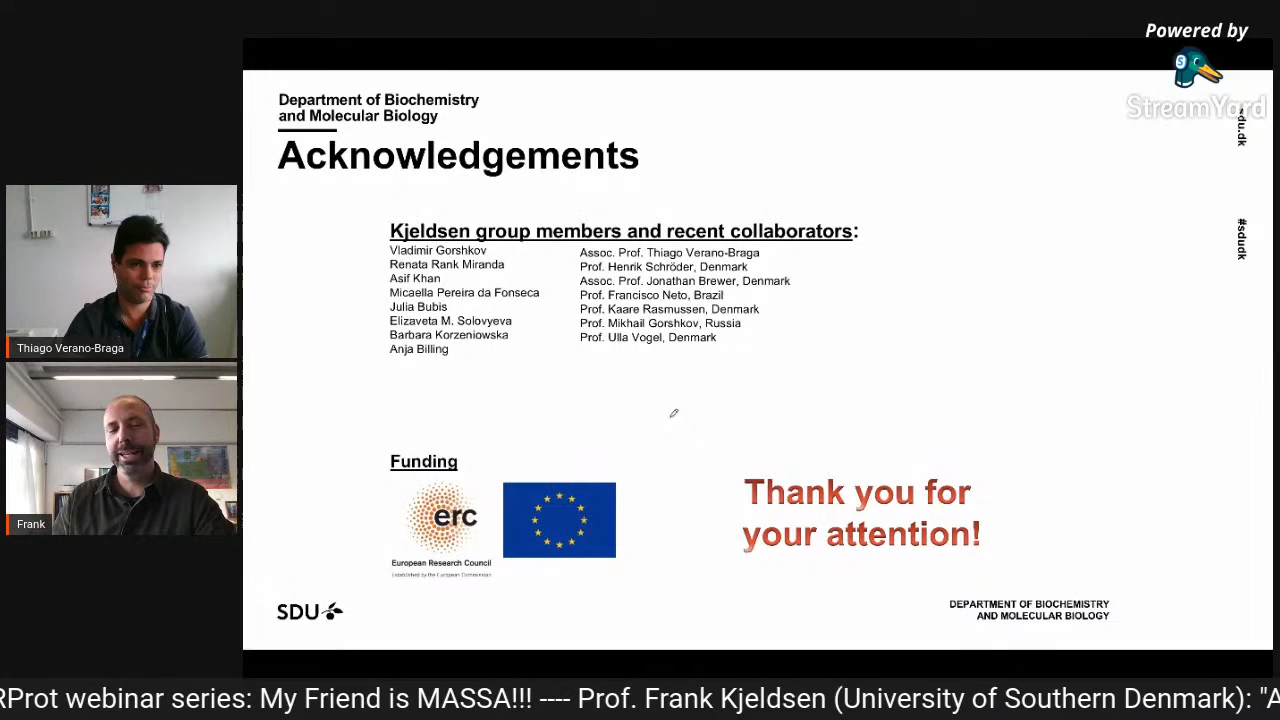 Powered by
StreamYard
sdu.dk
#sdudk
Department of Biochemistry
and Molecular Biology
Acknowledgements
Kjeldsen group members and recent collaborators:
Vladimir Gorshkov
Renata Rank Miranda
Asif Khan
Micaella Pereira da Fonseca
Julia Bubis
Elizaveta M. Solovyeva
Barbara Korzeniowska
Anja Billing
Assoc. Prof. Thiago Verano-Braga
Prof. Henrik Schröder, Denmark
Assoc. Prof. Jonathan Brewer, Denmark
Prof. Francisco Neto, Brazil
Prof. Kaare Rasmussen, Denmark
Prof. Mikhail Gorshkov, Russia
Prof. Ulla Vogel, Denmark
Thiago Verano-Braga
Frank
Funding
erc
European Research Council
Established by the European Commission
Thank you for
your attention!
SDU
DEPARTMENT OF BIOCHEMISTRY
AND MOLECULAR BIOLOGY
RProt webinar series: My Friend is MASSA!!! ---- Prof. Frank Kjeldsen (University of Southern Denmark): "A